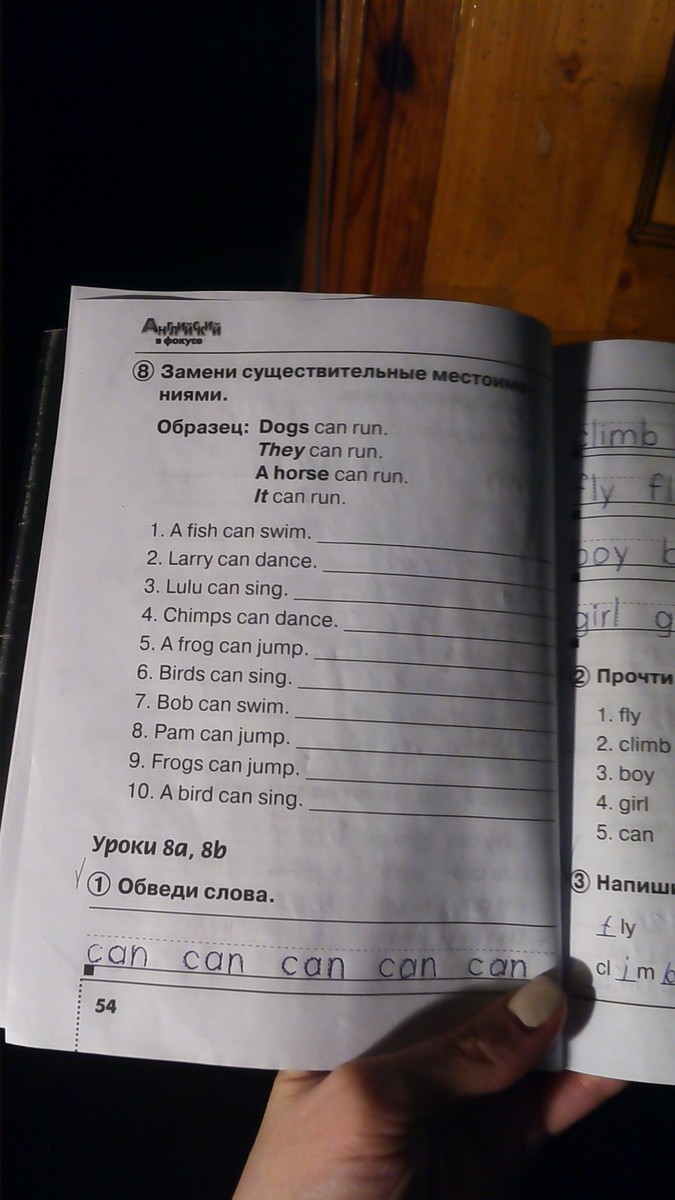 Английский
в фокусе
8 Замени существительные местоиме
ниями.
Образец: Dogs can run.
They can run.
A horse can run.
It can run.
1. A fish can swim.
2. Larry can dance.
3. Lulu can sing.
4. Chimps can dance.
5. A frog can jump.
6. Birds can sing.
7. Bob can swim.
8. Pam can jump.
9. Frogs can jump.
10. A bird can sing.
Уроки 8a, 8b
1 Обведи слова.
can can can can can
54
climb
fly fl
boy b
girl g
2 Прочти
1. fly
2. climb
3. boy
4. girl
5. can
3 Напиши
fly
climb